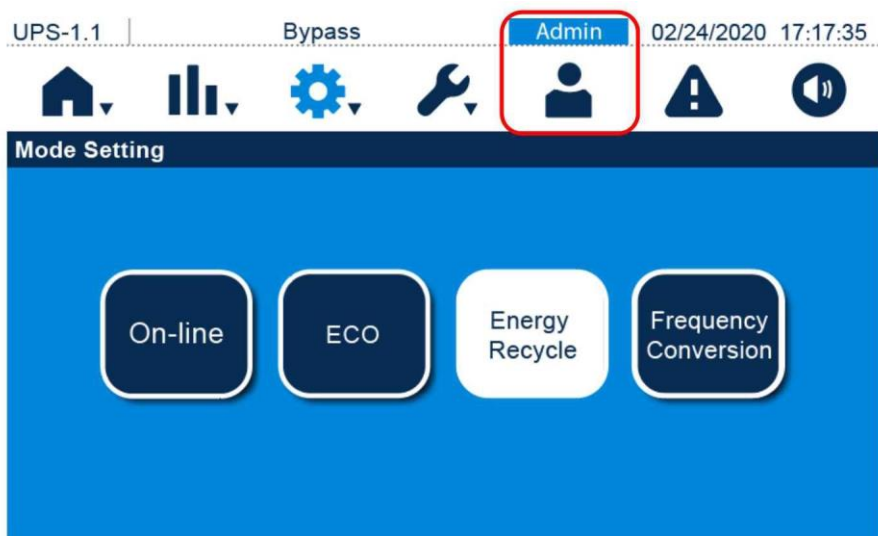 UPS-1.1 Bypass Admin 02/24/2020 17:17:35
Mode Setting
On-line
ECO
Energy
Recycle
Frequency
Conversion